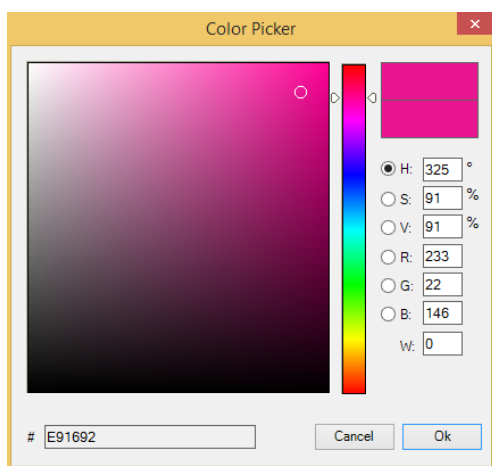 Color Picker
x
H: 325 °
S: 91 %
V: 91 %
R: 233
G: 22
B: 146
W: 0
# E91692
Cancel
Ok